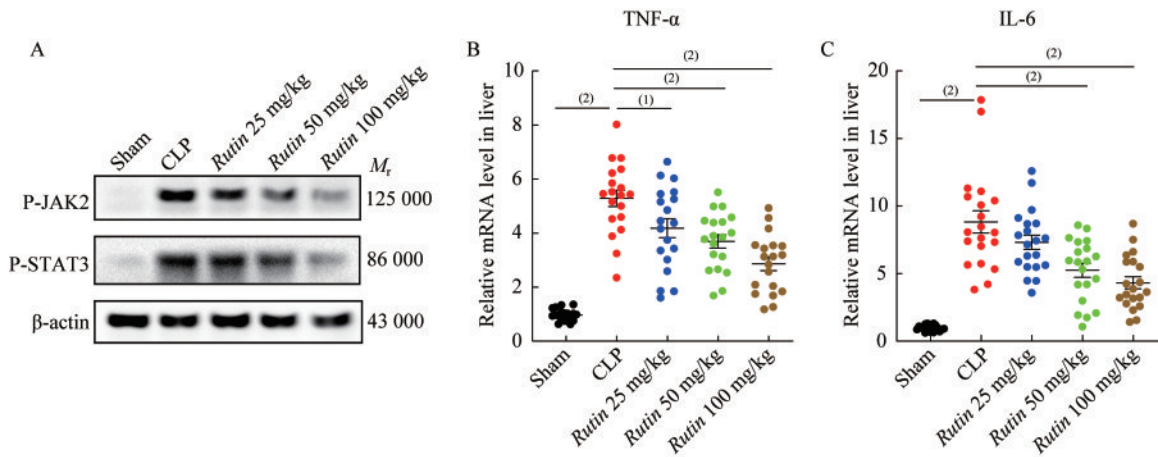 A
Sham
CLP
Rutin 25 mg/kg
Rutin 50 mg/kg
Rutin 100 mg/kg
Mr
P-JAK2
125 000
P-STAT3
86 000
β-actin
43 000
TNF-α
B
Relative mRNA level in liver
10
8
6
4
2
0
(2)
(2)
(2)
(1)
Sham
CLP
Rutin 25 mg/kg
Rutin 50 mg/kg
Rutin 100 mg/kg
IL-6
C
Relative mRNA level in liver
20
15
10
5
0
(2)
(2)
(2)
Sham
CLP
Rutin 25 mg/kg
Rutin 50 mg/kg
Rutin 100 mg/kg